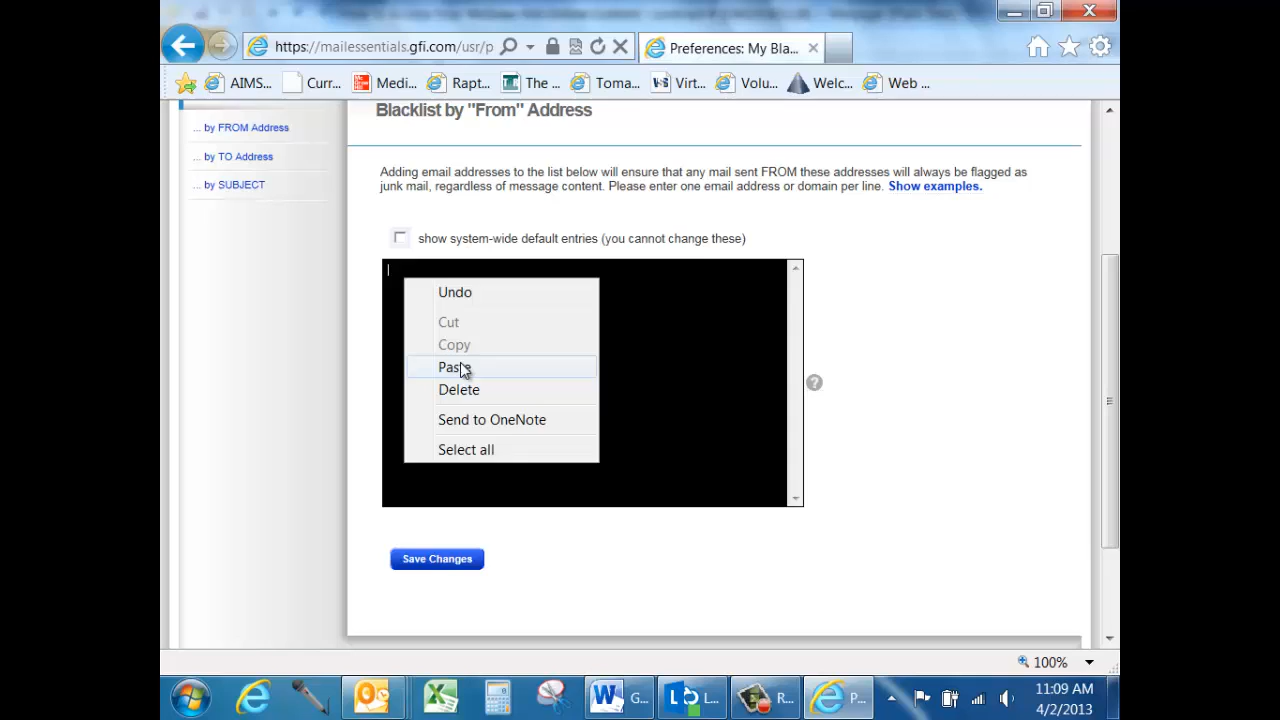 https://mailessentials.gfi.com/usr/p
Preferences: My Bla...
AIMS...
Curr...
Medi...
Rapt...
The ...
Toma...
Virt...
Volu...
Welc...
Web ...
Blacklist by "From" Address
... by FROM Address
... by TO Address
... by SUBJECT
Adding email addresses to the list below will ensure that any mail sent FROM these addresses will always be flagged as
junk mail, regardless of message content. Please enter one email address or domain per line. Show examples.
show system-wide default entries (you cannot change these)
Undo
Cut
Copy
Paste
Delete
Send to OneNote
Select all
Save Changes
100%
G...
L...
R...
P...
11:09 AM
4/2/2013